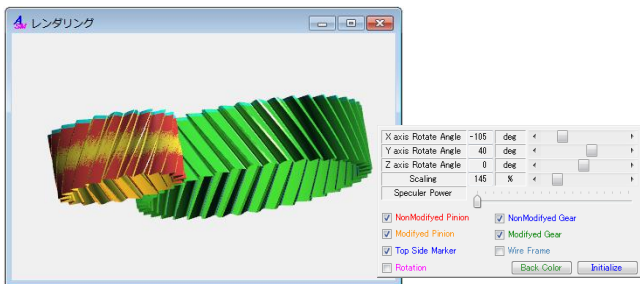 レンダリング
X axis Rotate Angle -105 deg
Y axis Rotate Angle 40 deg
Z axis Rotate Angle 0 deg
Scaling 145 %
Speculer Power
NonModifyed Pinion NonModifyed Gear
Modifyed Pinion Modifyed Gear
Top Side Marker Wire Frame
Rotation Back Color Initialize